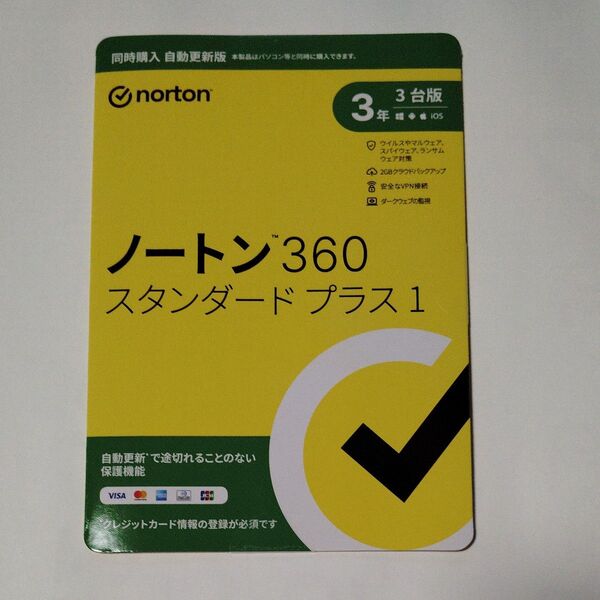 同時購入 自動更新版 本製品はパソコン等と同時に購入できます。
norton
3年 3台版
iOS
ウイルスやマルウェア、
スパイウェア、ランサム
ウェア対策
2GBクラウドバックアップ
安全なVPN接続
ダークウェブの監視
ノートン™ 360
スタンダード プラス 1
自動更新*で途切れることのない
保護機能
VISA
JCB
*クレジットカード情報の登録が必須です